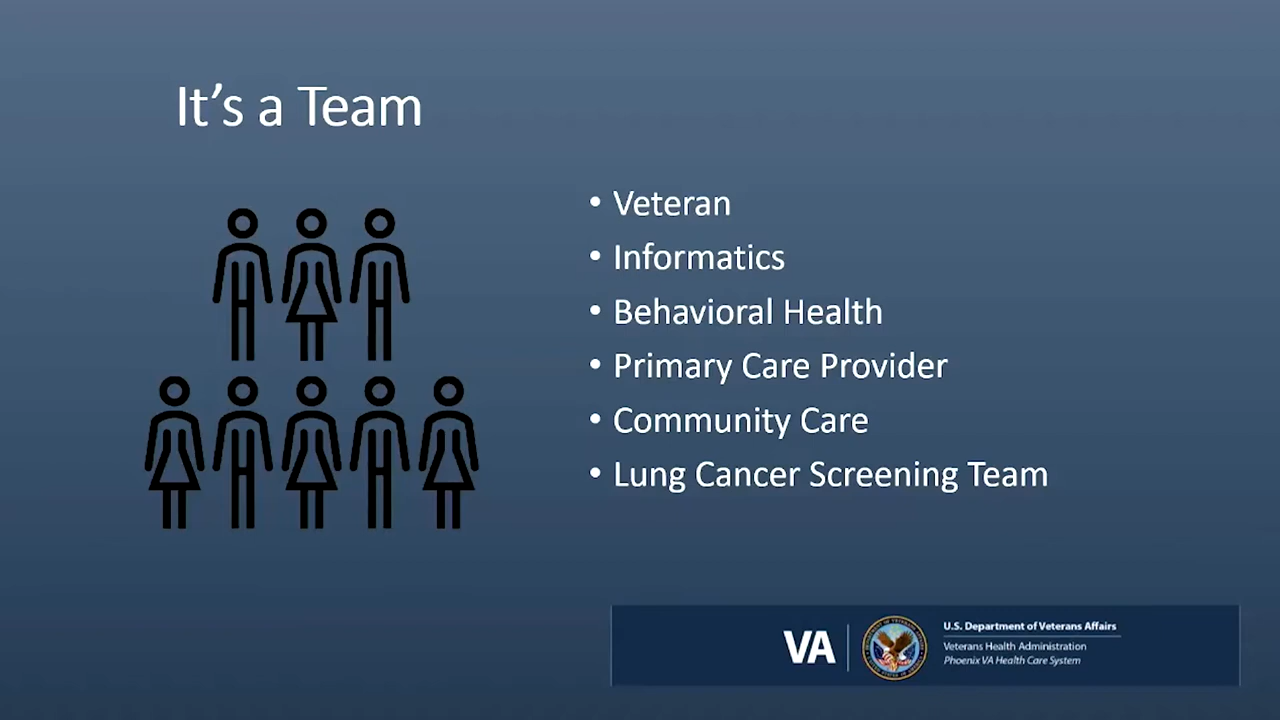 It's a Team
• Veteran
• Informatics
• Behavioral Health
• Primary Care Provider
• Community Care
• Lung Cancer Screening Team
VA
U.S. Department of Veterans Affairs
Veterans Health Administration
Phoenix VA Health Care System